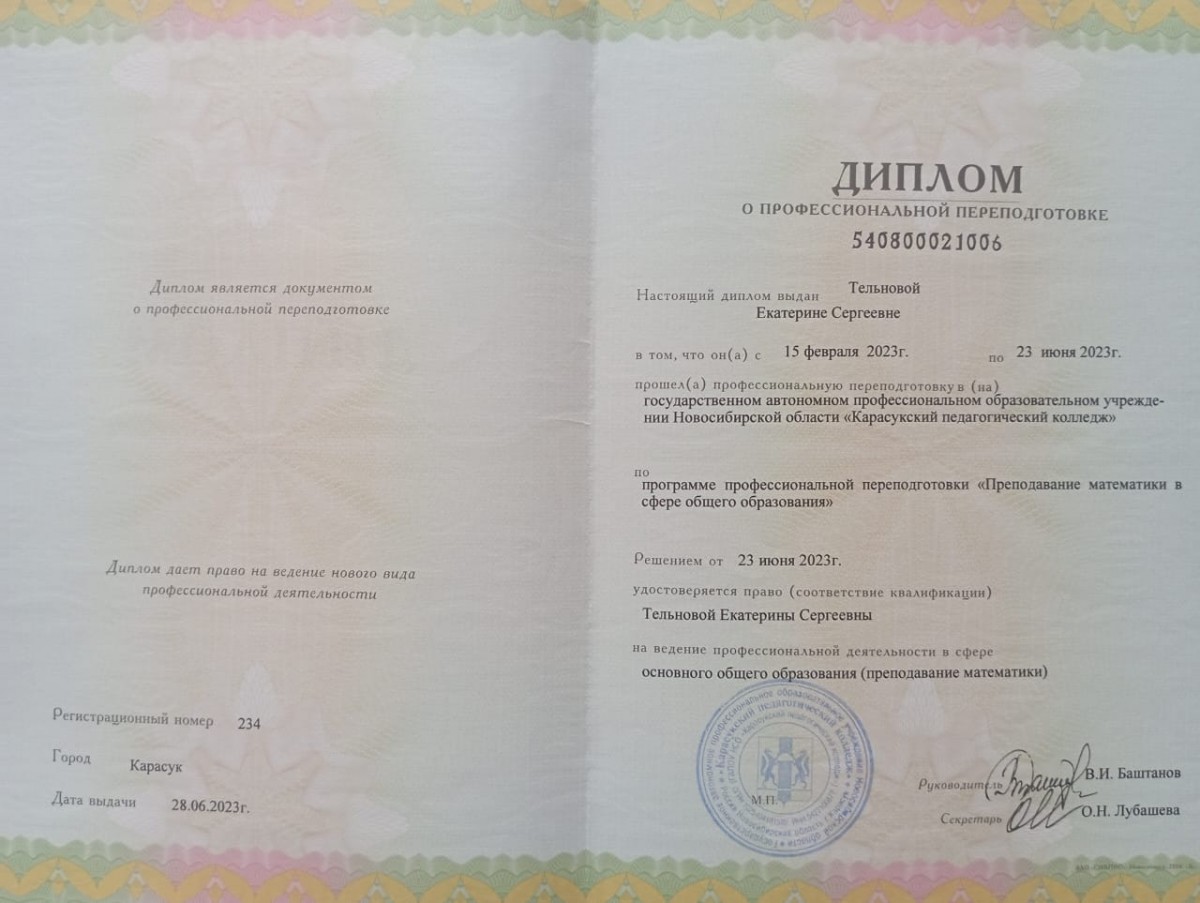 Диплом является документом
о профессиональной переподготовке
Диплом дает право на ведение нового вида
профессиональной деятельности
Регистрационный номер 234
Город Карасук
Дата выдачи 28.06.2023г.
ДИПЛОМ
О ПРОФЕССИОНАЛЬНОЙ ПЕРЕПОДГОТОВКЕ
540800021006
Настоящий диплом выдан Тельновой
Екатерине Сергеевне
в том, что он(а) с 15 февраля 2023г. по 23 июня 2023г.
прошел(а) профессиональную переподготовку в (на)
государственном автономном профессиональном образовательном учрежде-
нии Новосибирской области «Карасукский педагогический колледж»
по
программе профессиональной переподготовки «Преподавание математики в
сфере общего образования»
Решением от 23 июня 2023г.
удостоверяется право (соответствие квалификации)
Тельновой Екатерины Сергеевны
на ведение профессиональной деятельности в сфере
основного общего образования (преподавание математики)
М.П.
«Карасукский педагогический колледж»
Руководитель В.И. Баштанов
Секретарь О.Н. Лубашева